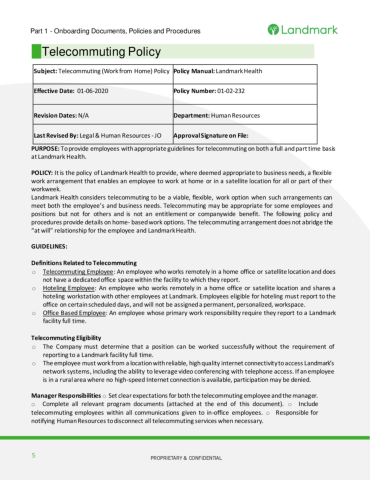 Part 1 - Onboarding Documents, Policies and Procedures
Landmark
Telecommuting Policy
Subject: Telecommuting (Work from Home) Policy Policy Manual: Landmark Health
Effective Date: 01-06-2020 Policy Number: 01-02-232
Revision Dates: N/A Department: Human Resources
Last Revised By: Legal & Human Resources - JO Approval Signature on File:
PURPOSE: To provide employees with appropriate guidelines for telecommuting on both a full and part time basis
at Landmark Health.
POLICY: It is the policy of Landmark Health to provide, where deemed appropriate to business needs, a flexible
work arrangement that enables an employee to work at home or in a satellite location for all or part of their
workweek.
Landmark Health considers telecommuting to be a viable, flexible, work option when such arrangements can
meet both the employee's and business needs. Telecommuting may be appropriate for some employees and
positions but not for others and is not an entitlement or companywide benefit. The following policy and
procedures provide details on home- based work options. The telecommuting arrangement does not abridge the
"at will" relationship for the employee and Landmark Health.
GUIDELINES:
Definitions Related to Telecommuting
o Telecommuting Employee: An employee who works remotely in a home office or satellite location and does
not have a dedicated office space within the facility to which they report.
o Hoteling Employee: An employee who works remotely in a home office or satellite location and shares a
hoteling workstation with other employees at Landmark. Employees eligible for hoteling must report to the
office on certain scheduled days, and will not be assigned a permanent, personalized, workspace.
o Office Based Employee: An employee whose primary work responsibility require they report to a Landmark
facility full time.
Telecommuting Eligibility
o The Company must determine that a position can be worked successfully without the requirement of
reporting to a Landmark facility full time.
o The employee must work from a location with reliable, high quality internet connectivity to access Landmark's
network systems, including the ability to leverage video conferencing with telephone access. If an employee
is in a rural area where no high-speed Internet connection is available, participation may be denied.
Manager Responsibilities o Set clear expectations for both the telecommuting employee and the manager.
o Complete all relevant program documents (attached at the end of this document). o Include
telecommuting employees within all communications given to in-office employees. o Responsible for
notifying Human Resources to disconnect all telecommuting services when necessary.
5
PROPRIETARY & CONFIDENTIAL